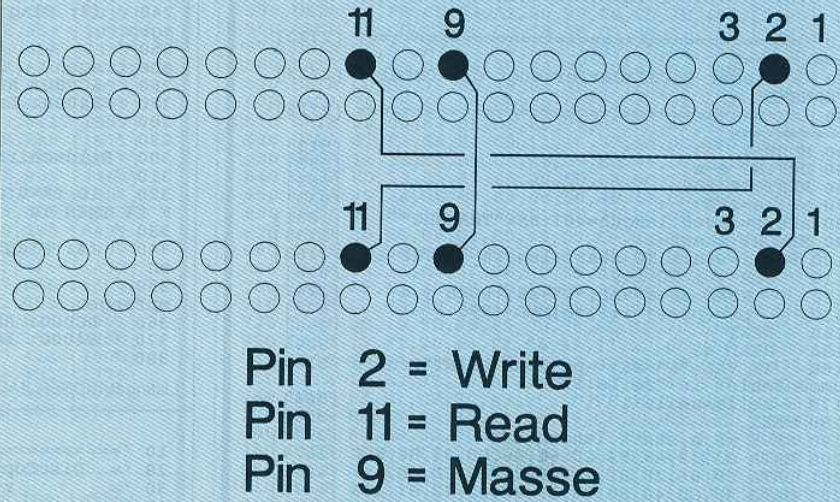 11 9 3 2 1
11 9 3 2 1
Pin 2 = Write
Pin 11 = Read
Pin 9 = Masse